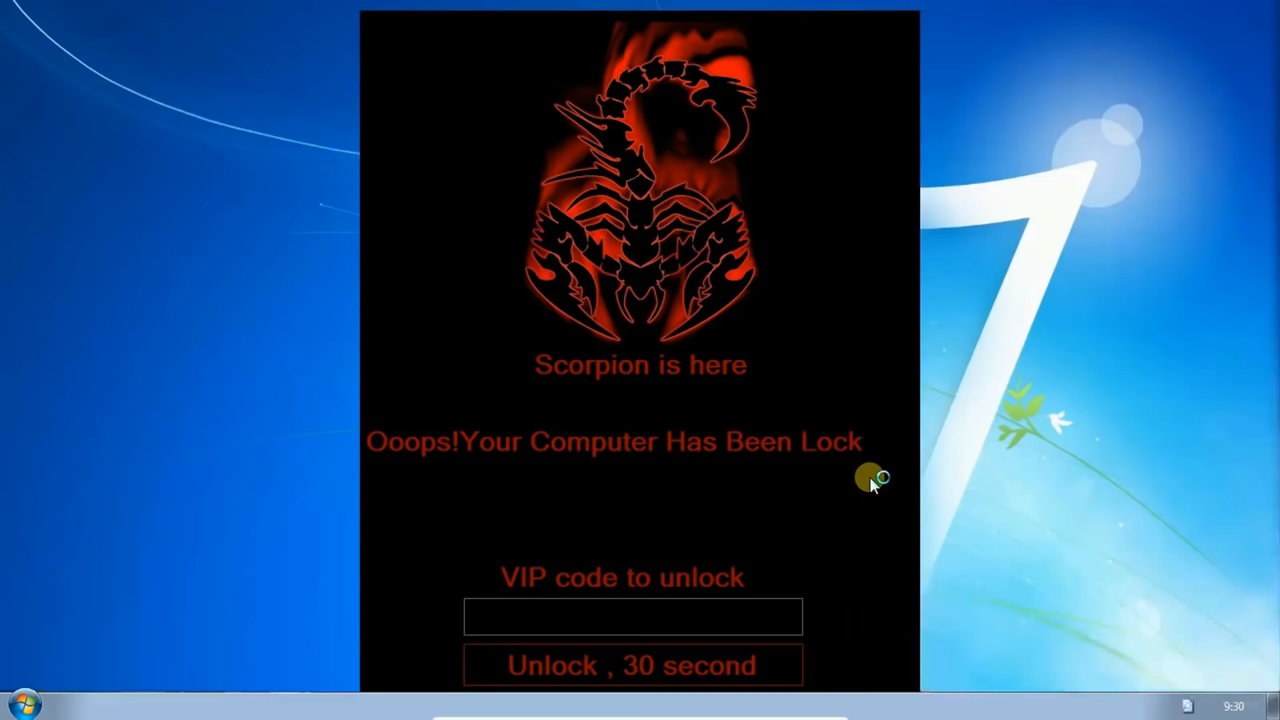 Scorpion is here
Ooops!Your Computer Has Been Lock
VIP code to unlock
Unlock , 30 second
9:30